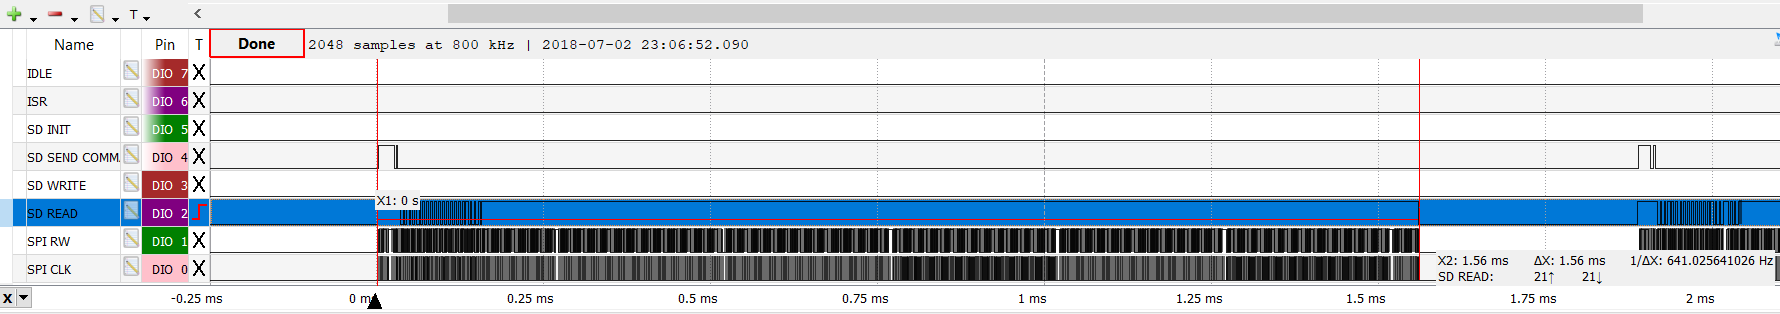 T
Name Pin T Done 2048 samples at 800 kHz | 2018-07-02 23:06:52.090
IDLE DIO 7 X
ISR DIO 6 X
SD INIT DIO 5 X
SD SEND COMM DIO 4 X
SD WRITE DIO 3 X
X1: 0 s
SD READ DIO 2
SPI RW DIO 1 X
X2: 1.56 ms ΔX: 1.56 ms 1/ΔX: 641.025641026 Hz
SPI CLK DIO 0 X
SD READ: 21↑ 21↓
X -0.25 ms 0 ms 0.25 ms 0.5 ms 0.75 ms 1 ms 1.25 ms 1.5 ms 1.75 ms 2 ms